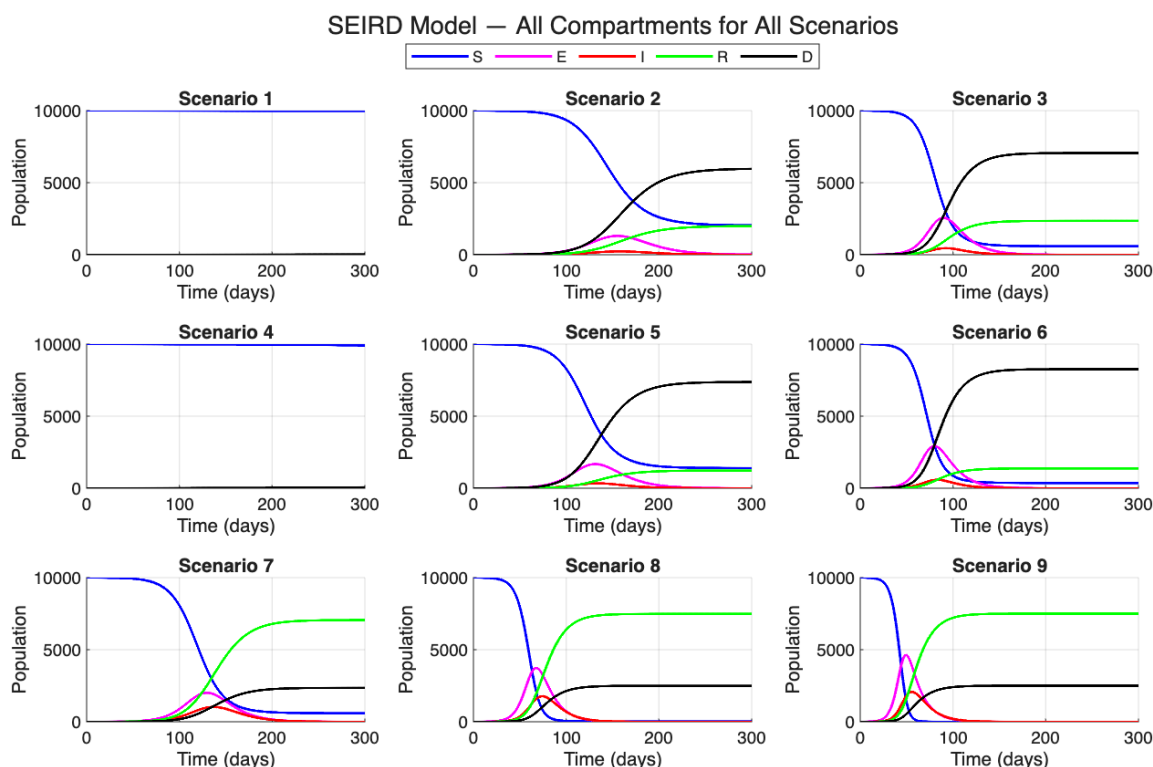 SEIRD Model — All Compartments for All Scenarios
S E I R D
Scenario 1 Scenario 2 Scenario 3
10000 10000 10000
5000 5000 5000
0 0 0
Population Population Population
0 100 200 300 0 100 200 300 0 100 200 300
Time (days) Time (days) Time (days)
Scenario 4 Scenario 5 Scenario 6
10000 10000 10000
5000 5000 5000
0 0 0
Population Population Population
0 100 200 300 0 100 200 300 0 100 200 300
Time (days) Time (days) Time (days)
Scenario 7 Scenario 8 Scenario 9
10000 10000 10000
5000 5000 5000
0 0 0
Population Population Population
0 100 200 300 0 100 200 300 0 100 200 300
Time (days) Time (days) Time (days)